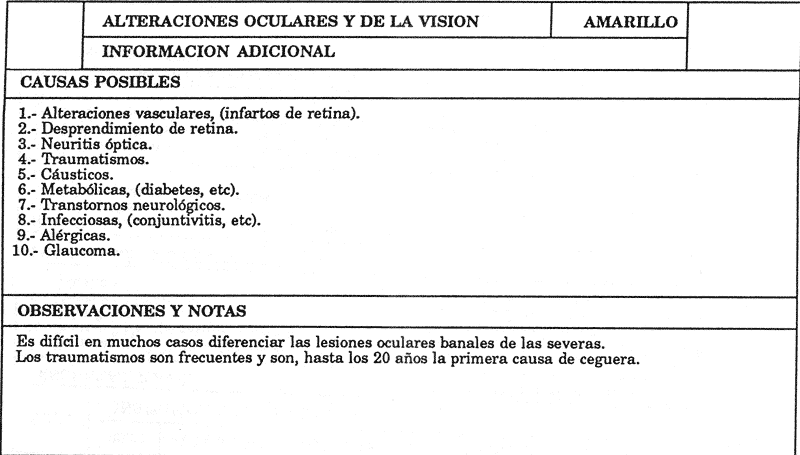 ALTERACIONES OCULARES Y DE LA VISION AMARILLO
INFORMACION ADICIONAL
CAUSAS POSIBLES
1.- Alteraciones vasculares, (infartos de retina).
2.- Desprendimiento de retina.
3.- Neuritis óptica.
4.- Traumatismos.
5.- Cáusticos.
6.- Metabólicas, (diabetes, etc).
7.- Transtornos neurológicos.
8.- Infecciosas, (conjuntivitis, etc).
9.- Alérgicas.
10.- Glaucoma.
OBSERVACIONES Y NOTAS
Es difícil en muchos casos diferenciar las lesiones oculares banales de las severas.
Los traumatismos son frecuentes y son, hasta los 20 años la primera causa de ceguera.